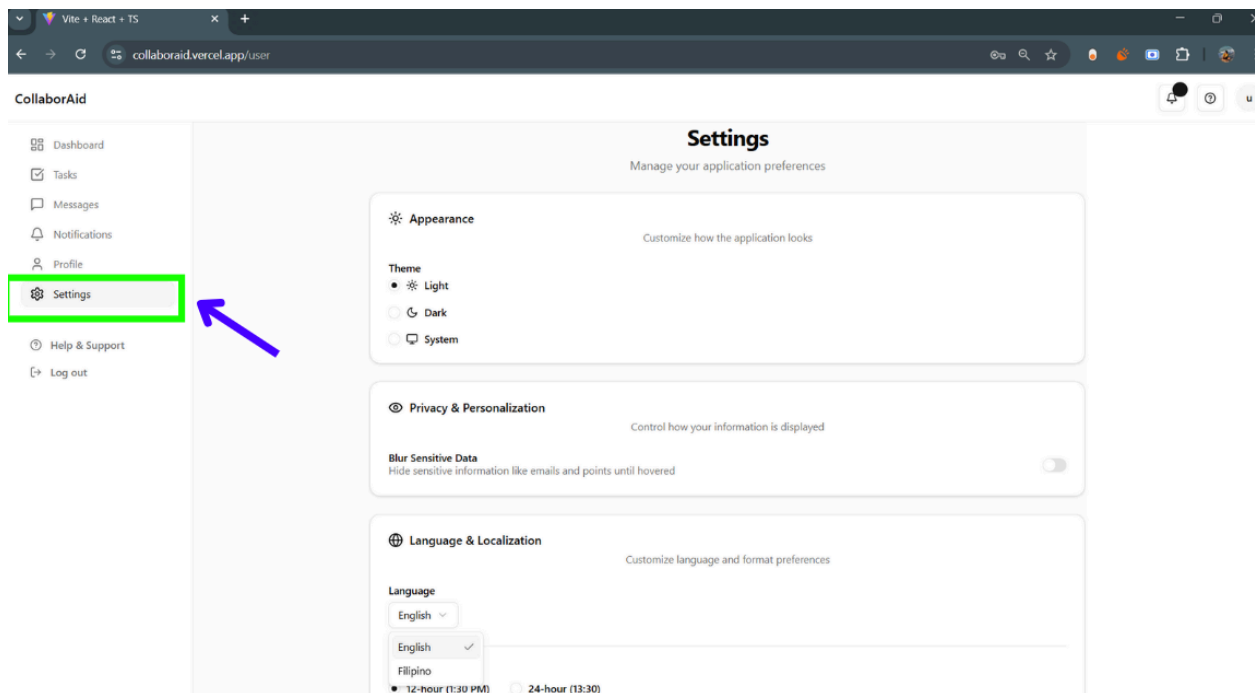 Vite + React + TS
collaboraid.vercel.app/user
CollaborAid
u
Dashboard
Tasks
Messages
Notifications
Profile
Settings
Help & Support
Log out
Settings
Manage your application preferences
Appearance
Customize how the application looks
Theme
Light
Dark
System
Privacy & Personalization
Control how your information is displayed
Blur Sensitive Data
Hide sensitive information like emails and points until hovered
Language & Localization
Customize language and format preferences
Language
English
English
Filipino
12-hour (1:30 PM) 24-hour (13:30)